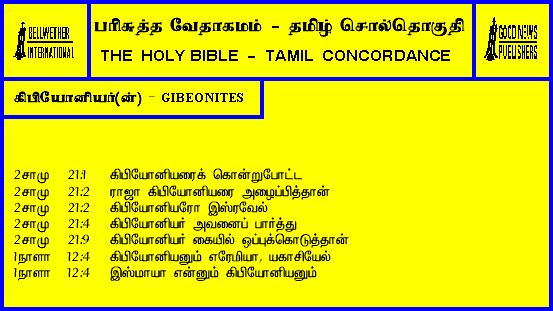 BELLWETHER
INTERNATIONAL
பரிசுத்த வேதாகமம் - தமிழ் சொல்தொகுதி
THE HOLY BIBLE - TAMIL CONCORDANCE
GOOD NEWS
PUBLISHERS
கிபியோனியர்(ன்) - GIBEONITES
2சாமு 21:1 கிபியோனியரைக் கொன்றுபோட்ட
2சாமு 21:2 ராஜா கிபியோனியரை அழைப்பித்தான்
2சாமு 21:2 கிபியோனியரோ இஸ்ரவேல்
2சாமு 21:4 கிபியோனியர் அவனைப் பார்த்து
2சாமு 21:9 கிபியோனியர் கையில் ஒப்புக்கொடுத்தான்
1நாளா 12:4 கிபியோனியனும் எரேமியா, யகாசியேல்
1நாளா 12:4 இஸ்மாயா என்னும் கிபியோனியனும்